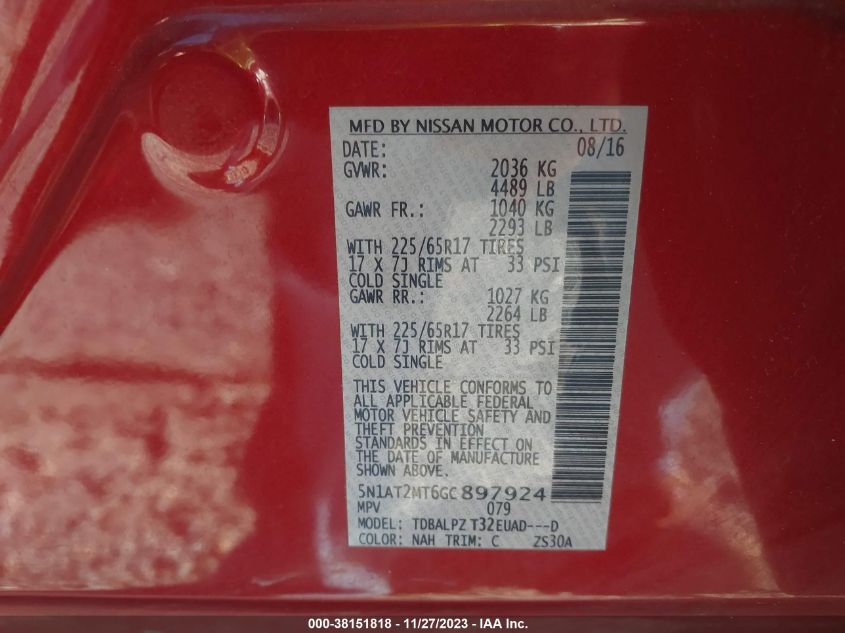 MFD BY NISSAN MOTOR CO., LTD.
DATE: 08/16
GVWR: 2036 KG
4489 LB
GAWR FR.: 1040 KG
2293 LB
WITH 225/65R17 TIRES
17 X 7J RIMS AT 33 PSI
COLD SINGLE
GAWR RR.: 1027 KG
2264 LB
WITH 225/65R17 TIRES
17 X 7J RIMS AT 33 PSI
COLD SINGLE
THIS VEHICLE CONFORMS TO
ALL APPLICABLE FEDERAL
MOTOR VEHICLE SAFETY AND
THEFT PREVENTION
STANDARDS IN EFFECT ON
THE DATE OF MANUFACTURE
SHOWN ABOVE.
5N1AT2MT6GC897924
MPV 079
MODEL: TDBALPZ T32EUAD---D
COLOR: NAH TRIM: C ZS30A
000-38151818 - 11/27/2023 - IAA Inc.